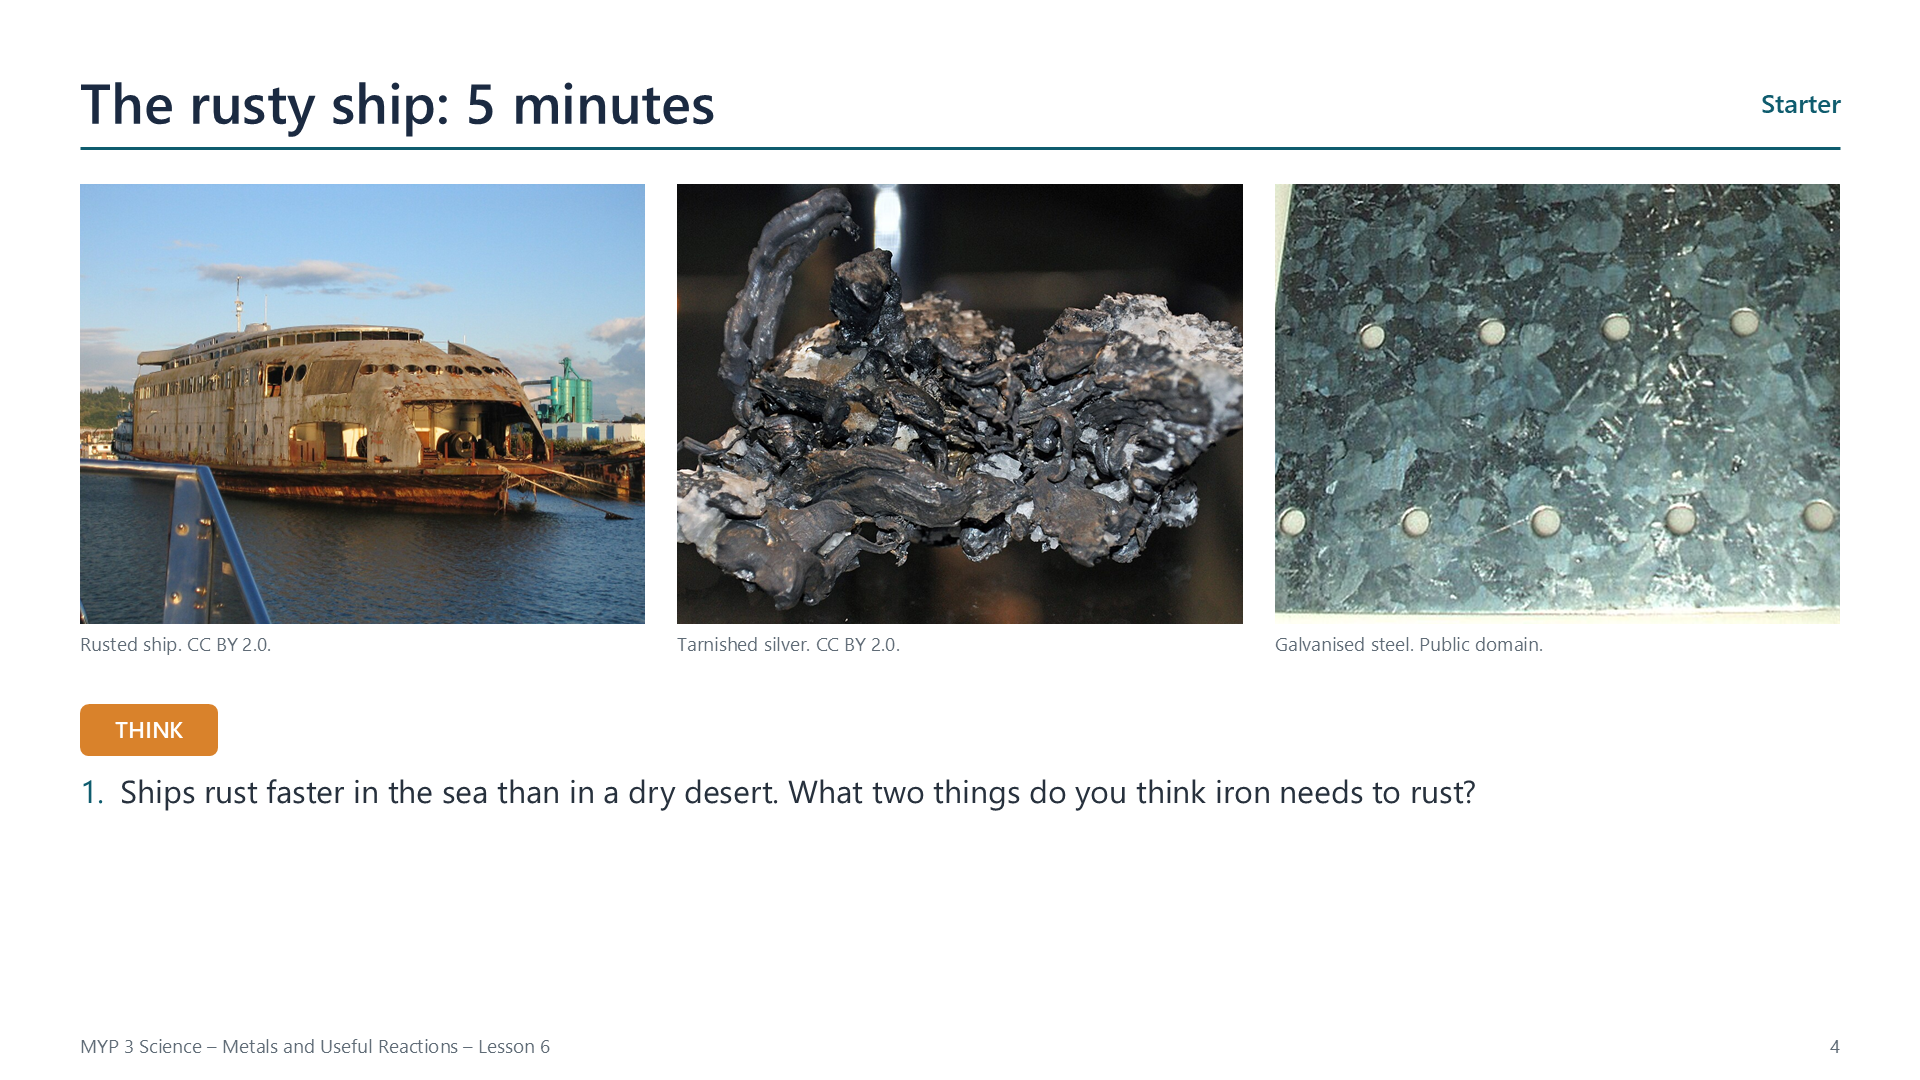 The rusty ship: 5 minutes
Starter
Rusted ship. CC BY 2.0.
Tarnished silver. CC BY 2.0.
Galvanised steel. Public domain.
THINK
1. Ships rust faster in the sea than in a dry desert. What two things do you think iron needs to rust?
MYP 3 Science – Metals and Useful Reactions – Lesson 6
4